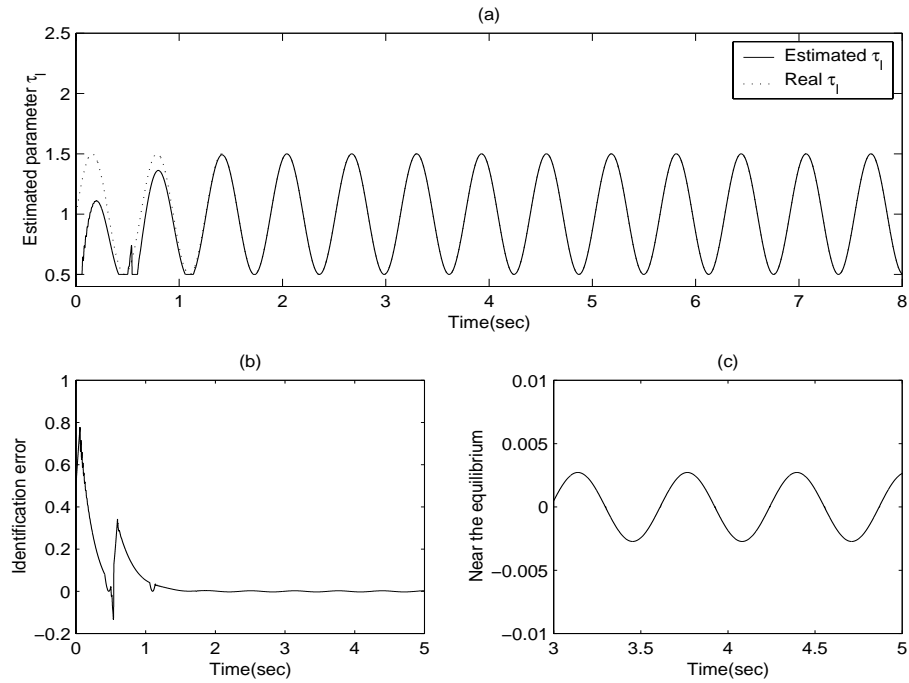 (a)
2.5
2
1.5
1
0.5
Estimated parameter τl
Estimated τl
Real τl
0 1 2 3 4 5 6 7 8
Time(sec)
(b)
1
0.8
0.6
0.4
0.2
0
−0.2
Identification error
0 1 2 3 4 5
Time(sec)
(c)
0.01
0.005
0
−0.005
−0.01
Near the equilibrium
3 3.5 4 4.5 5
Time(sec)